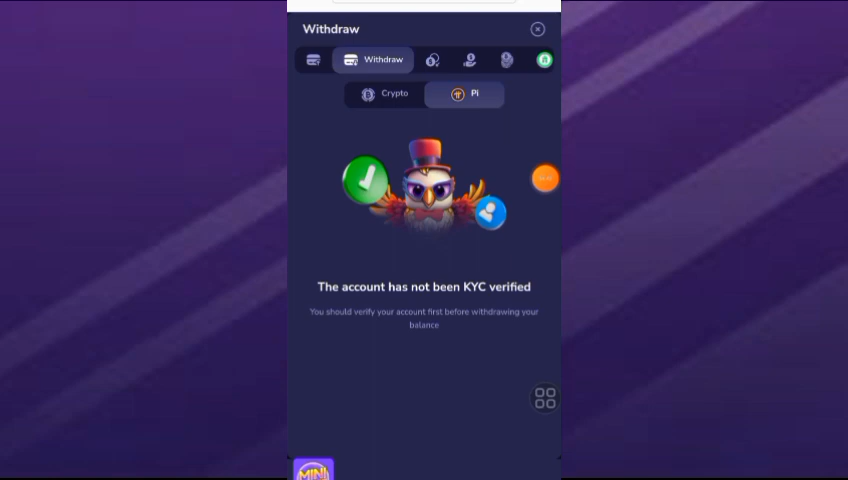 Withdraw
Withdraw
Crypto
Pi
The account has not been KYC verified
You should verify your account first before withdrawing your
balance
MINI